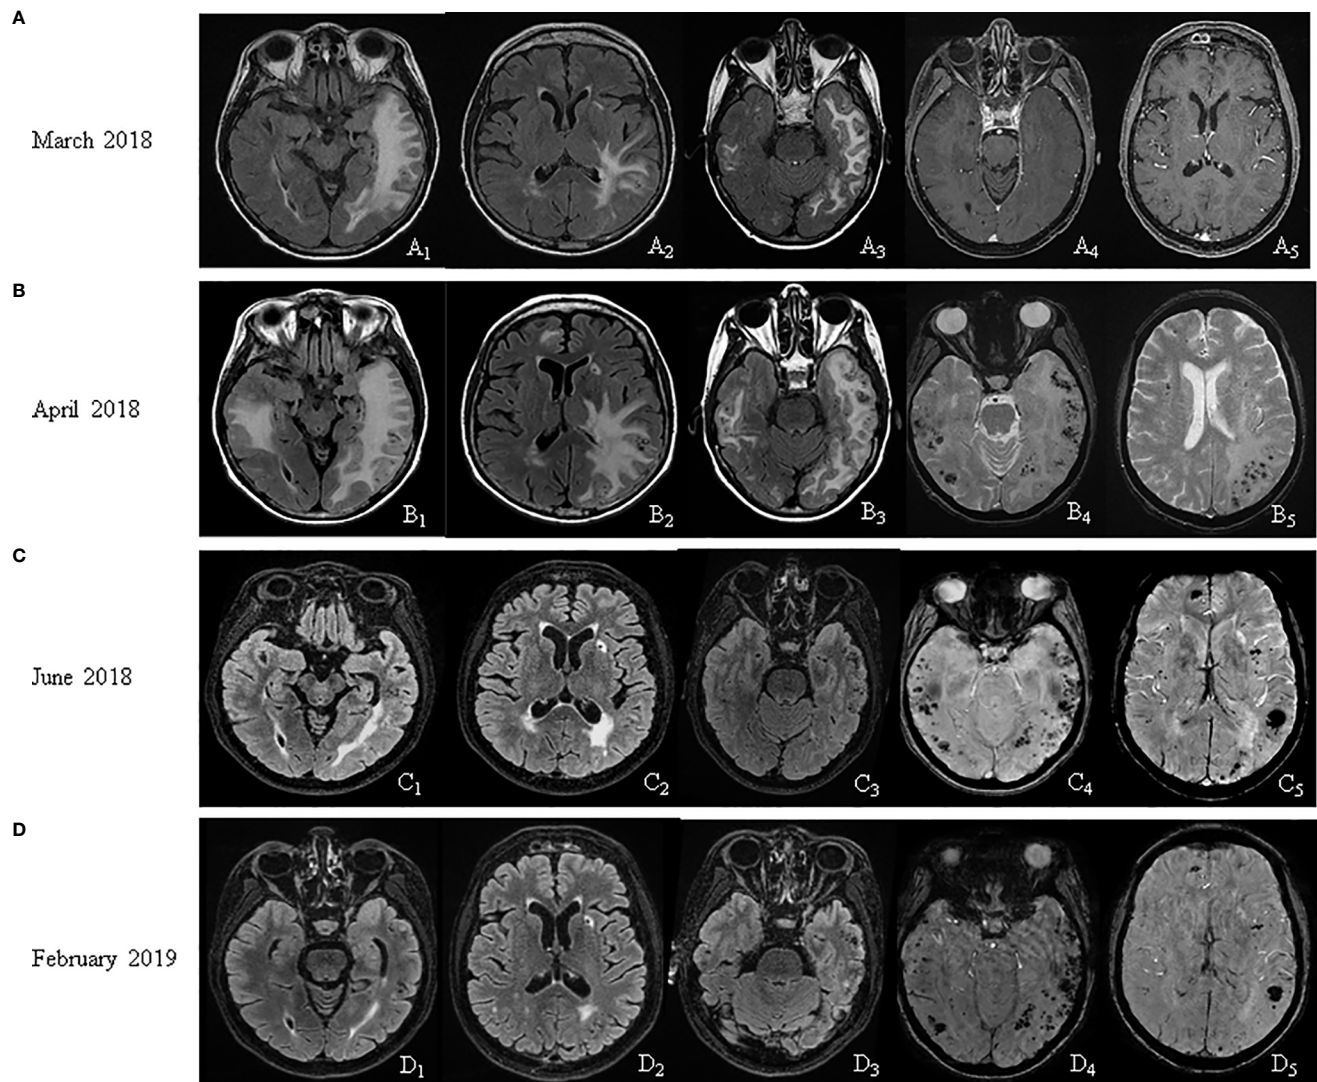 A
March 2018
A1
A2
A3
A4
A5
B
April 2018
B1
B2
B3
B4
B5
C
June 2018
C1
C2
C3
C4
C5
D
February 2019
D1
D2
D3
D4
D5